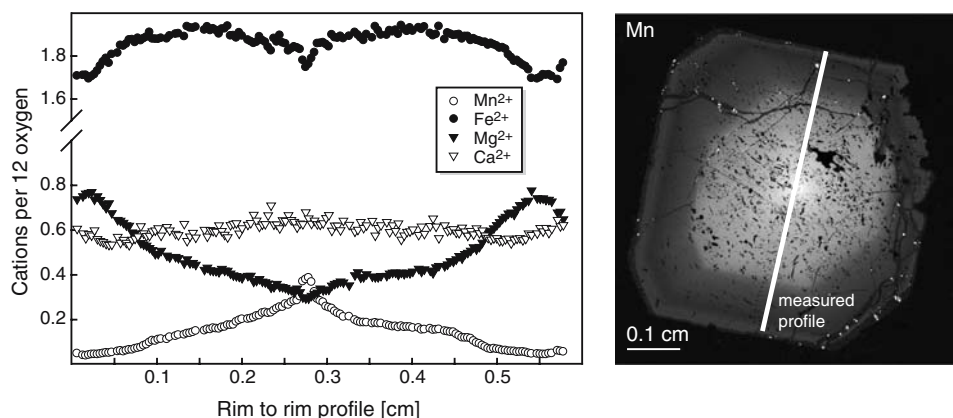 1.8
1.6
0.8
0.6
0.4
0.2
Cations per 12 oxygen
Mn2+
Fe2+
Mg2+
Ca2+
0.1
0.2
0.3
0.4
0.5
Rim to rim profile [cm]
Mn
measured
profile
0.1 cm